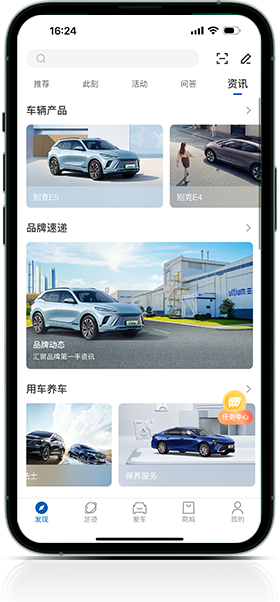 16:24
推荐 此刻 活动 问答 资讯
车辆产品
别克E5
别克E4
品牌速递
ultium
品牌动态
汇聚品牌第一手资讯
用车养车
任务中心
士
保养服务
发现 足迹 爱车 商城 我的